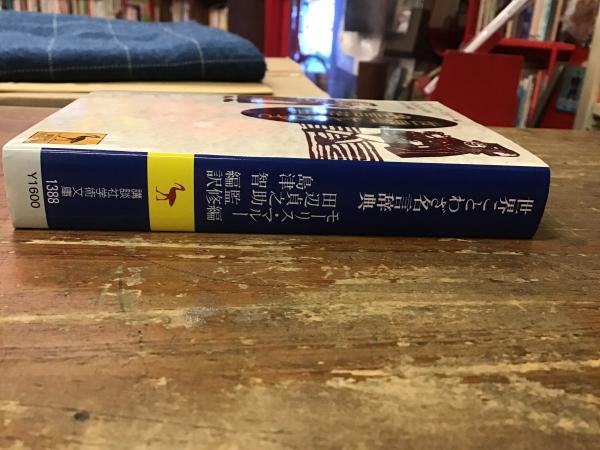 世界ことわざ名言辞典
モーリス・マルー 編
田辺貞之助 監修
島津智 編訳
講談社学術文庫
1388
Y1600